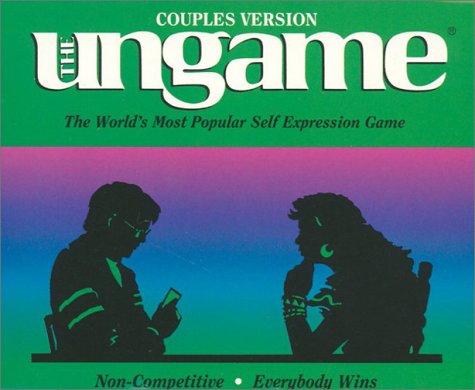 COUPLES VERSION
THE ungame®
The World's Most Popular Self Expression Game
Non-Competitive • Everybody Wins